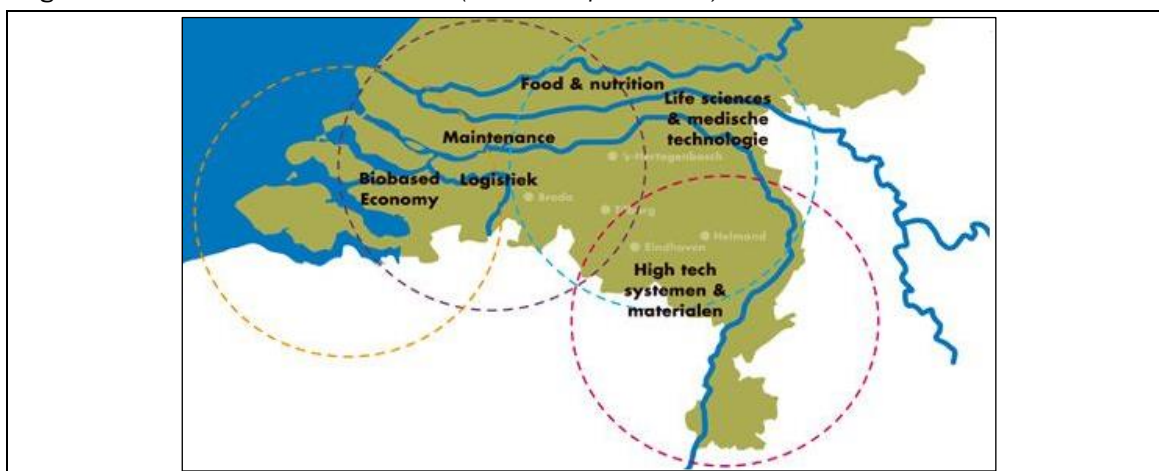 Food & nutrition
Life sciences
& medische
technologie
Maintenance
's-Hertogenbosch
Biobased
Economy
Logistiek
Breda
Tilburg
Helmond
Eindhoven
High tech
systemen &
materialen